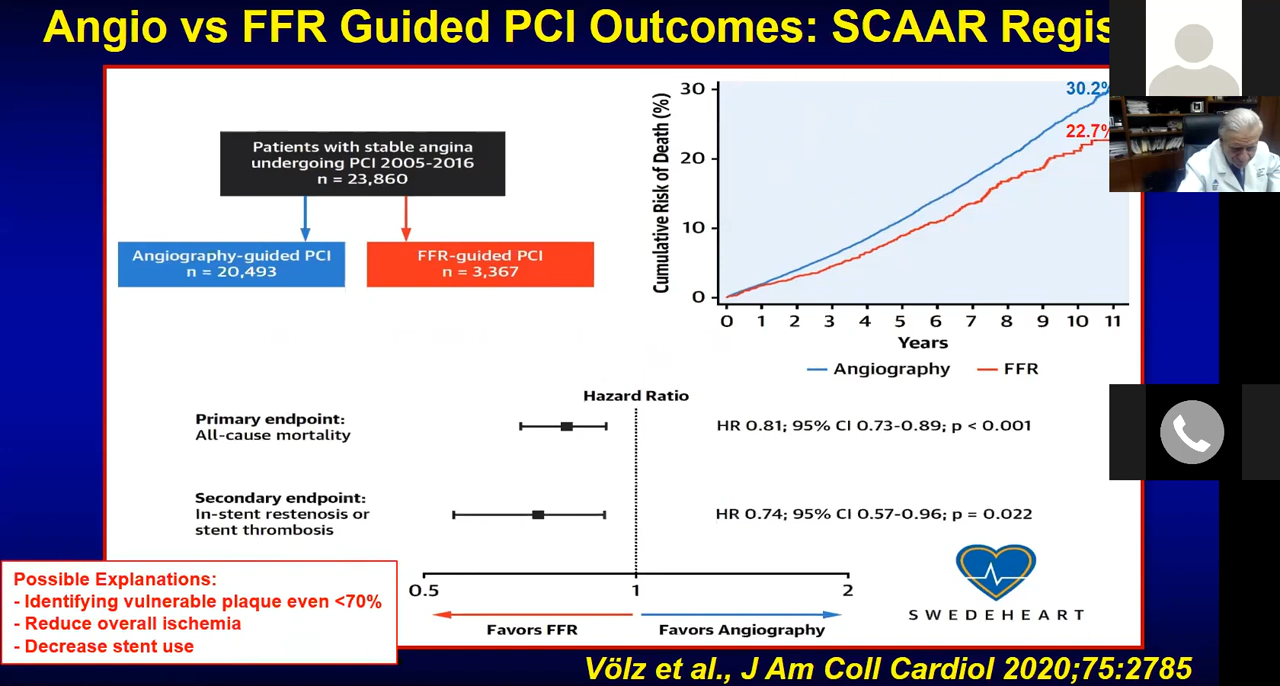 Angio vs FFR Guided PCI Outcomes: SCAAR Regis
Patients with stable angina
undergoing PCI 2005-2016
n = 23,860
Angiography-guided PCI
n = 20,493
FFR-guided PCI
n = 3,367
Cumulative Risk of Death (%)
30
20
10
0
30.2%
22.7%
0 1 2 3 4 5 6 7 8 9 10 11
Years
Angiography
FFR
Hazard Ratio
Primary endpoint:
All-cause mortality
HR 0.81; 95% CI 0.73-0.89; p < 0.001
Secondary endpoint:
In-stent restenosis or
stent thrombosis
HR 0.74; 95% CI 0.57-0.96; p = 0.022
0.5 1 2
Favors FFR
Favors Angiography
SWEDEHEART
Possible Explanations:
- Identifying vulnerable plaque even <70%
- Reduce overall ischemia
- Decrease stent use
Völz et al., J Am Coll Cardiol 2020;75:2785